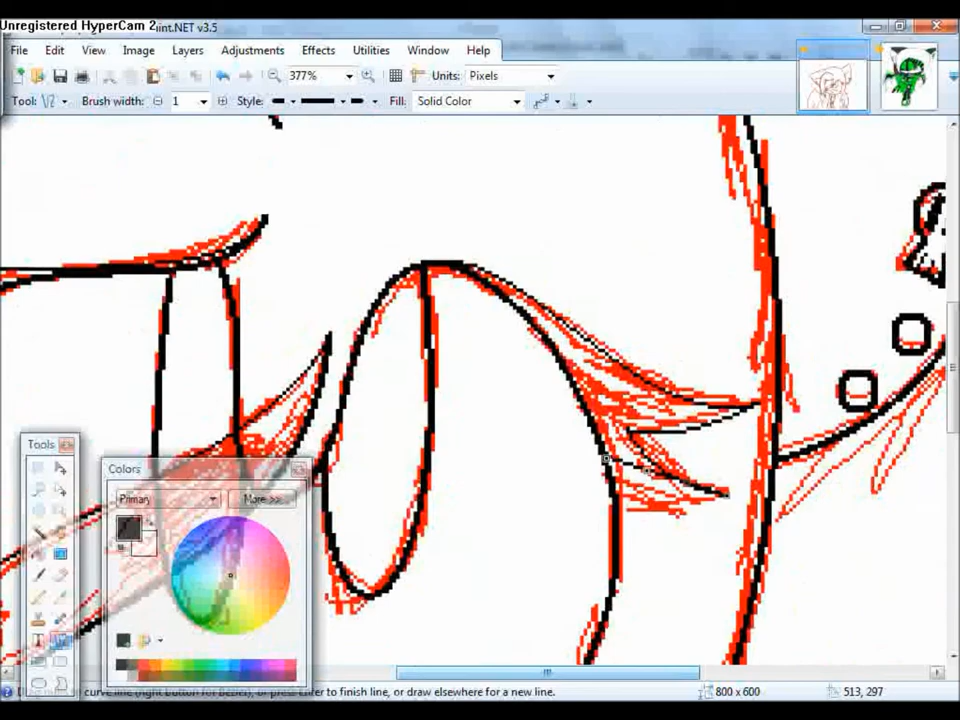 Unregistered HyperCam 2 int.NET v3.5
File Edit View Image Layers Adjustments Effects Utilities Window Help
377% Units: Pixels
Tool: Brush width: 1 Style: Fill: Solid Color
Tools
Colors
Primary More >>
to curve line (right button for Bezier), or press Enter to finish line, or draw elsewhere for a new line. 800 x 600 513, 297